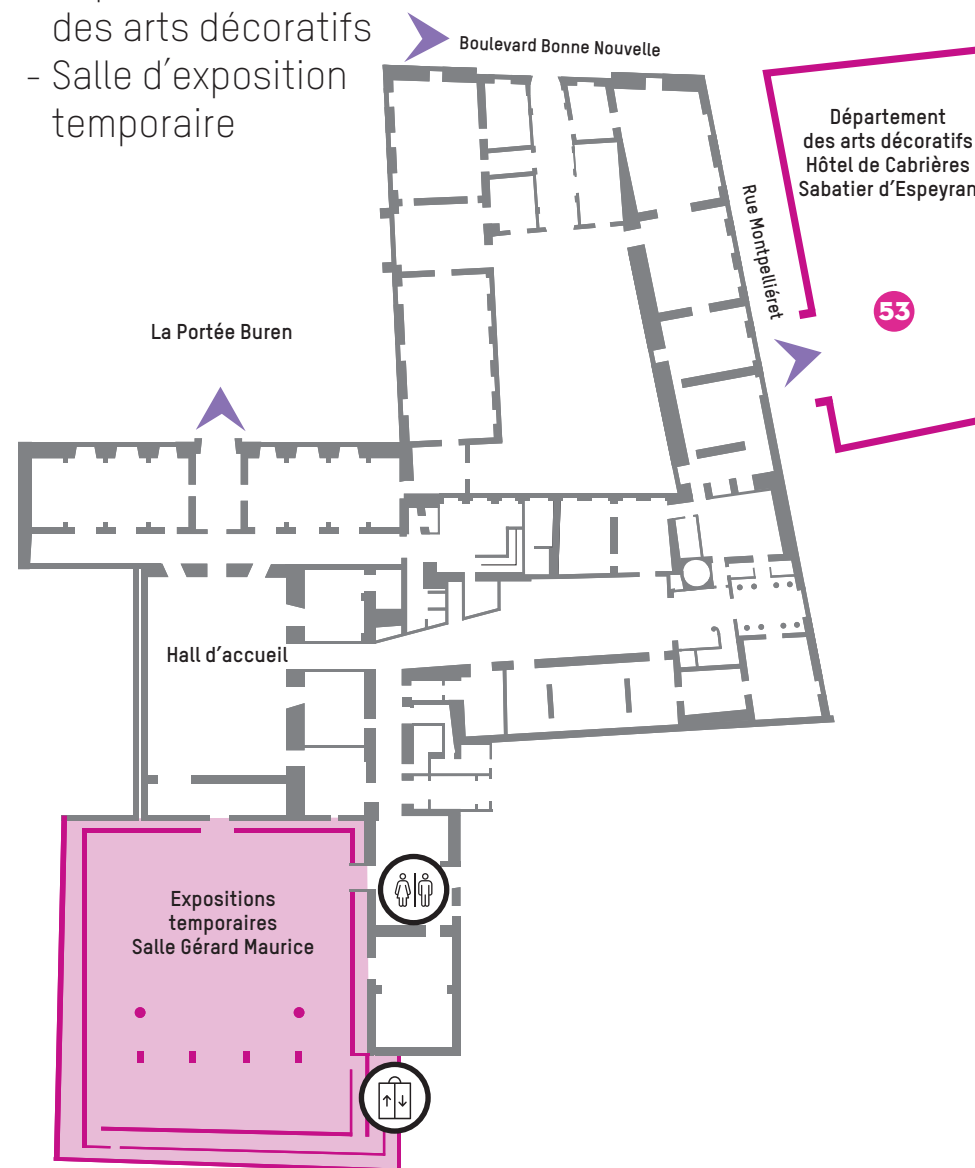 des arts décoratifs
- Salle d'exposition
temporaire
Boulevard Bonne Nouvelle
Département
des arts décoratifs
Hôtel de Cabrières
Sabatier d'Espeyran
Rue Montpelliéret
53
La Portée Buren
Hall d'accueil
Expositions
temporaires
Salle Gérard Maurice